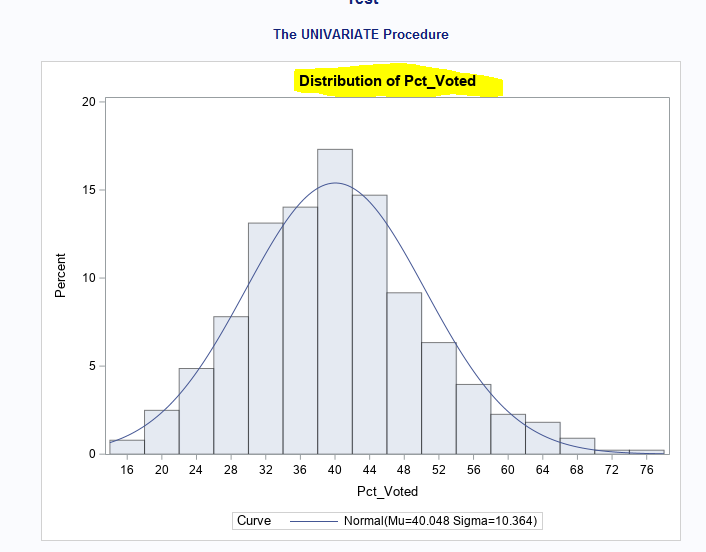 Test
The UNIVARIATE Procedure
Distribution of Pct_Voted
20
15
10
5
0
Percent
16 20 24 28 32 36 40 44 48 52 56 60 64 68 72 76
Pct_Voted
Curve Normal(Mu=40.048 Sigma=10.364)